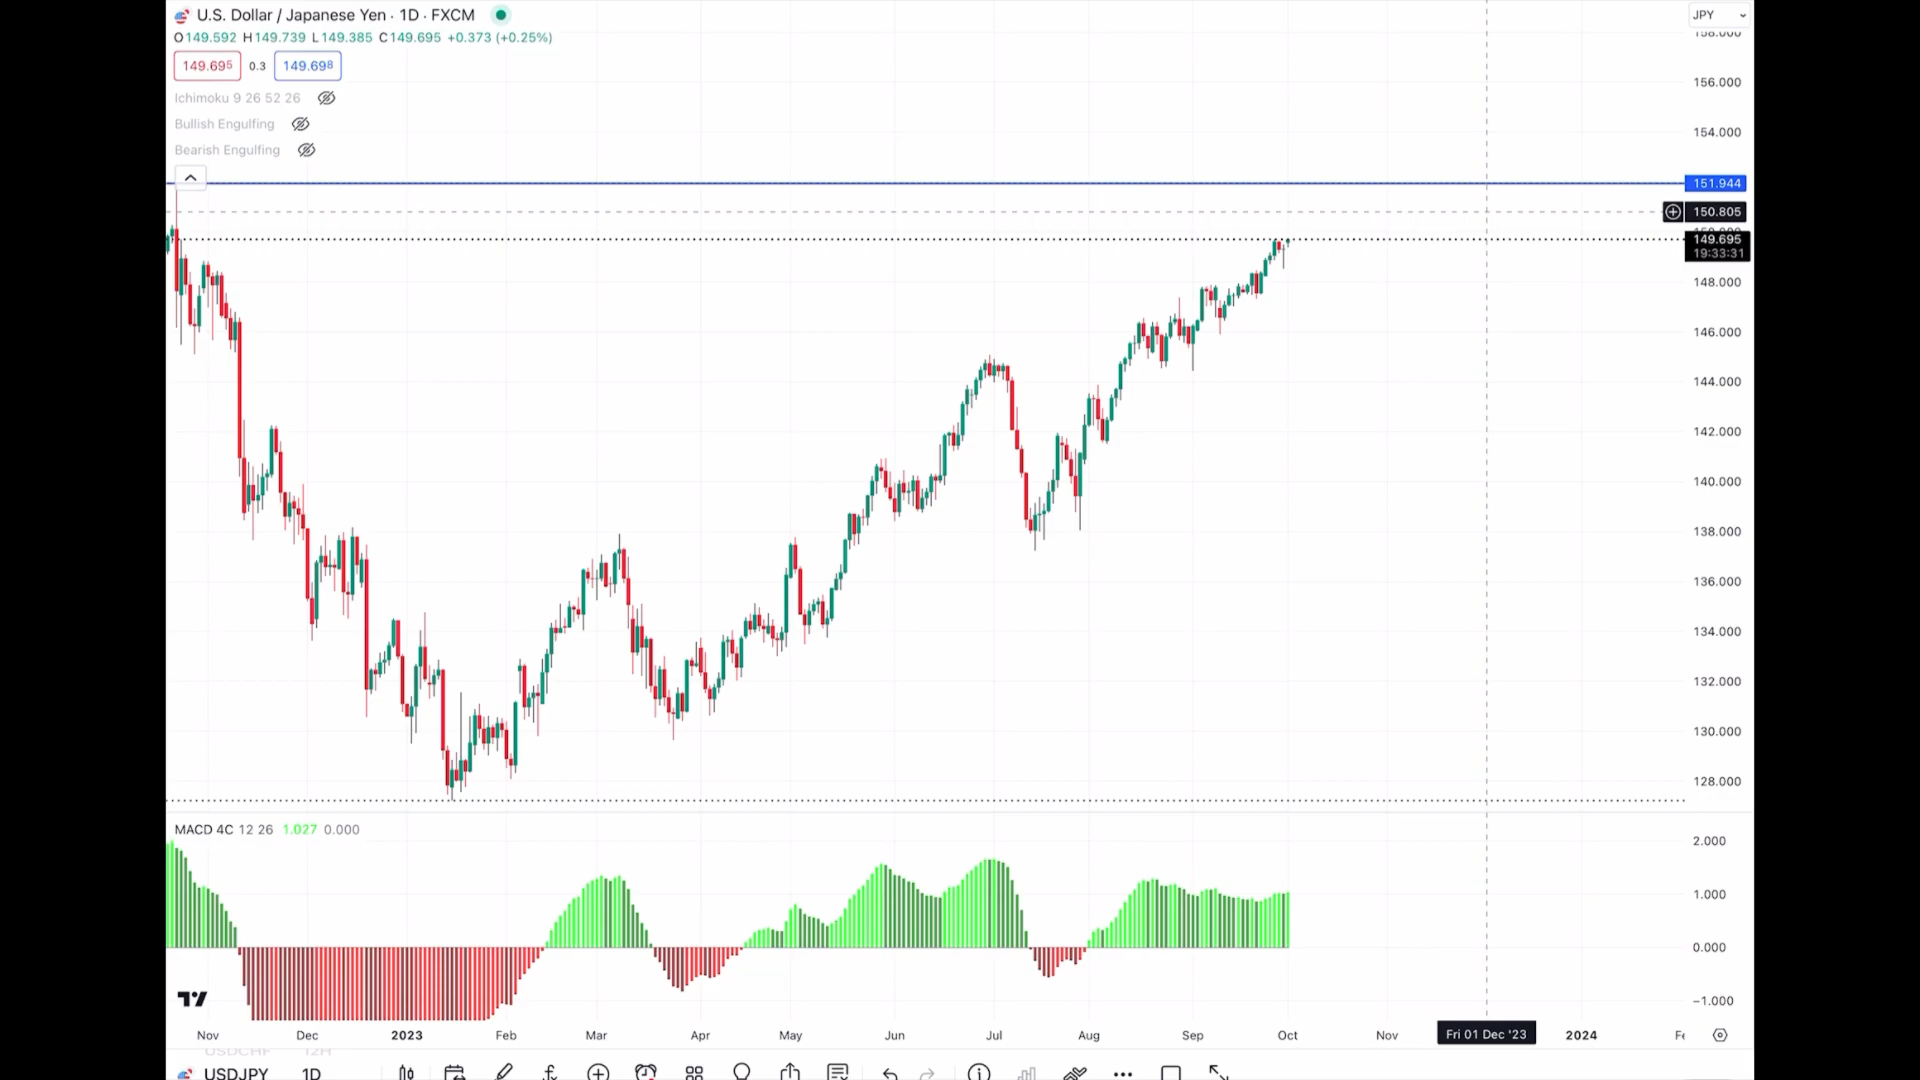 U.S. Dollar / Japanese Yen · 1D · FXCM
JPY
O149.592 H149.739 L149.385 C149.695 +0.373 (+0.25%)
149.695 0.3 149.698
Ichimoku 9 26 52 26
Bullish Engulfing
Bearish Engulfing
158.000
156.000
154.000
151.944
150.805
149.695
19:33:31
148.000
146.000
144.000
142.000
140.000
138.000
136.000
134.000
132.000
130.000
128.000
MACD 4C 12 26 1.027 0.000
2.000
1.000
0.000
−1.000
Nov Dec 2023 Feb Mar Apr May Jun Jul Aug Sep Oct Nov Fri 01 Dec '23 2024
USDCHF 12H
USDJPY 1D